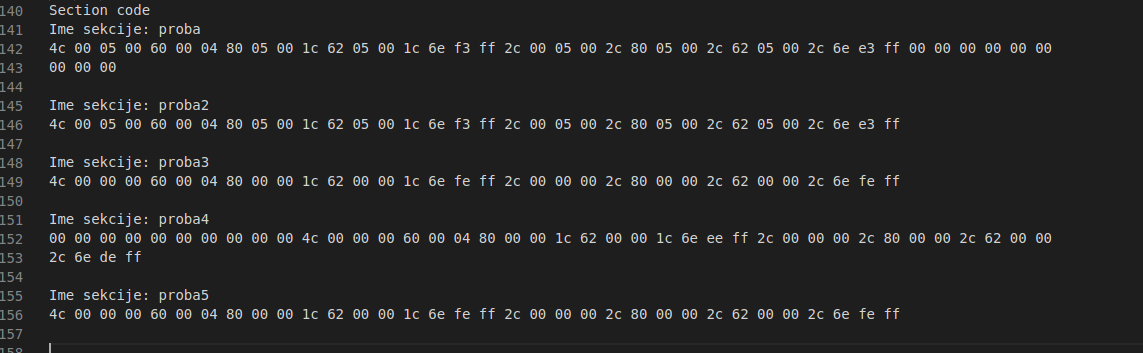 140 Section code
141 Ime sekcije: proba
142 4c 00 05 00 60 00 04 80 05 00 1c 62 05 00 1c 6e f3 ff 2c 00 05 00 2c 80 05 00 2c 62 05 00 2c 6e e3 ff 00 00 00 00 00 00
143 00 00 00
144
145 Ime sekcije: proba2
146 4c 00 05 00 60 00 04 80 05 00 1c 62 05 00 1c 6e f3 ff 2c 00 05 00 2c 80 05 00 2c 62 05 00 2c 6e e3 ff
147
148 Ime sekcije: proba3
149 4c 00 00 00 60 00 04 80 00 00 1c 62 00 00 1c 6e fe ff 2c 00 00 00 2c 80 00 00 2c 62 00 00 2c 6e fe ff
150
151 Ime sekcije: proba4
152 00 00 00 00 00 00 00 00 00 00 4c 00 00 00 60 00 04 80 00 00 1c 62 00 00 1c 6e ee ff 2c 00 00 00 2c 80 00 00 2c 62 00 00
153 2c 6e de ff
154
155 Ime sekcije: proba5
156 4c 00 00 00 60 00 04 80 00 00 1c 62 00 00 1c 6e fe ff 2c 00 00 00 2c 80 00 00 2c 62 00 00 2c 6e fe ff
157
158